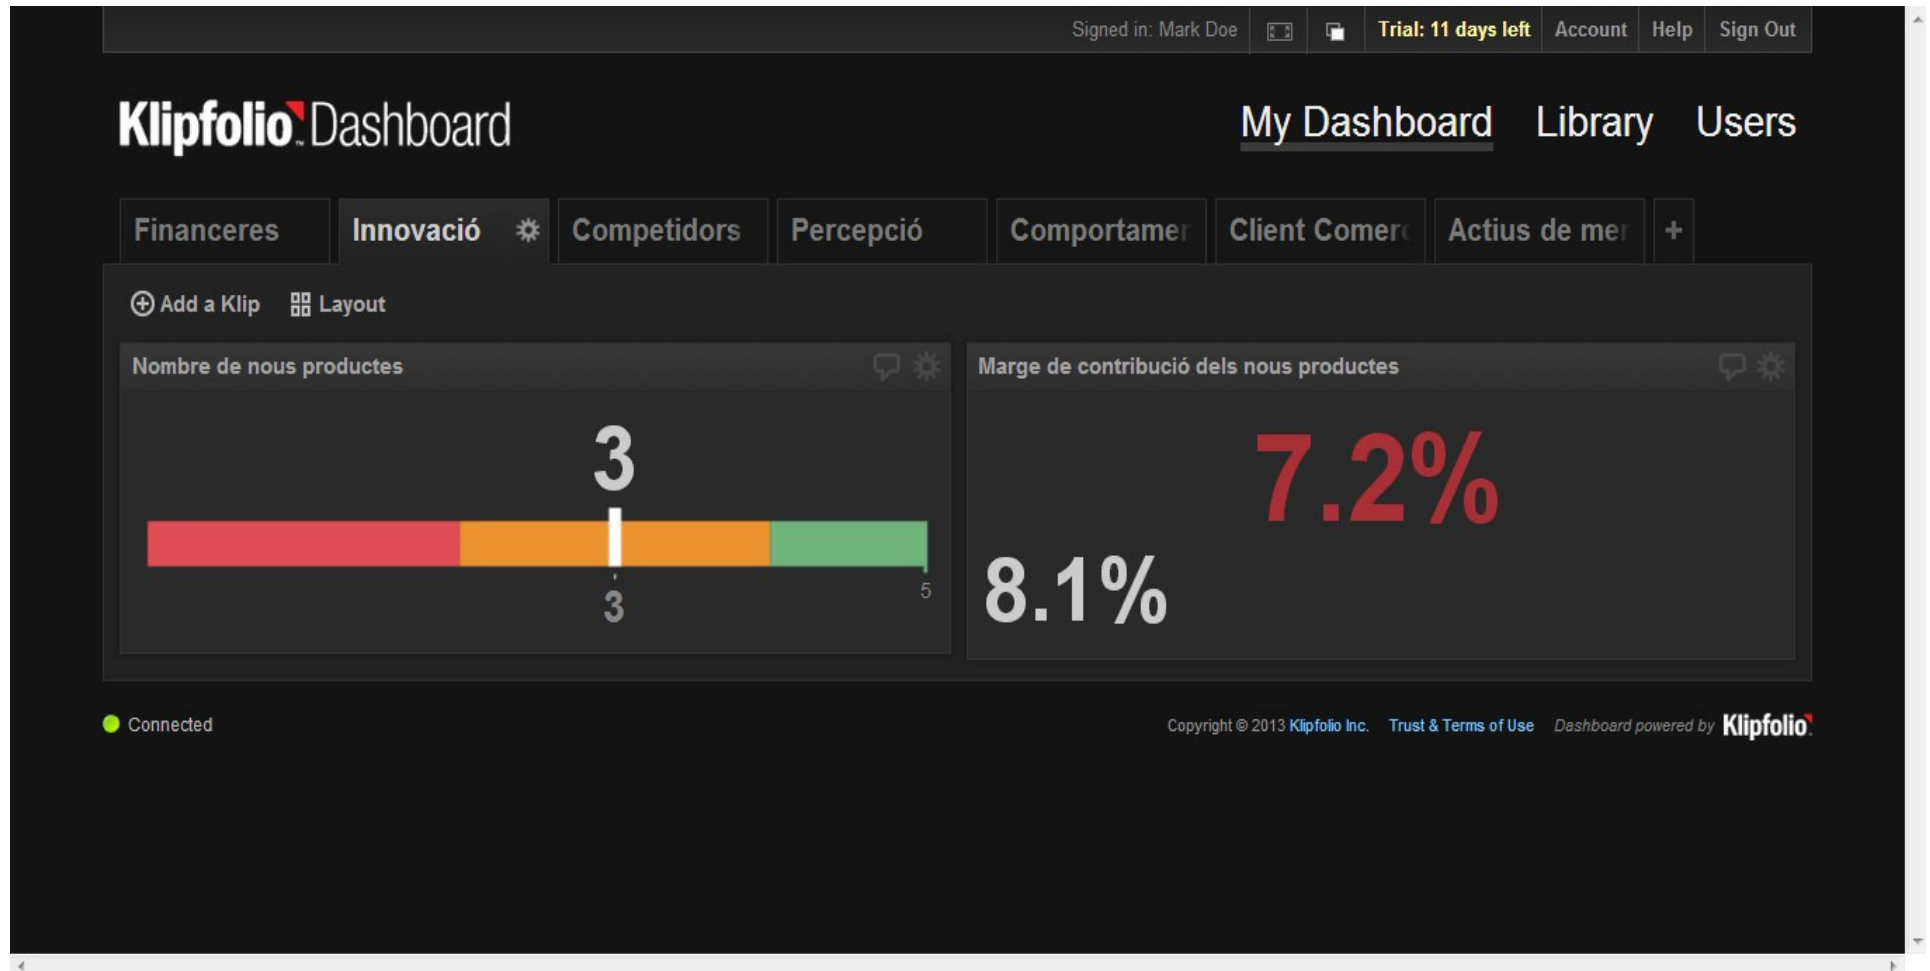 Signed in: Mark Doe Trial: 11 days left Account Help Sign Out
Klipfolio™ Dashboard My Dashboard Library Users
Financeres Innovació Competidors Percepció Comportamer Client Comerc Actius de mer +
Add a Klip Layout
Nombre de nous productes Marge de contribució dels nous productes
3
7.2%
3 5
8.1%
Connected Copyright © 2013 Klipfolio Inc. Trust & Terms of Use Dashboard powered by Klipfolio